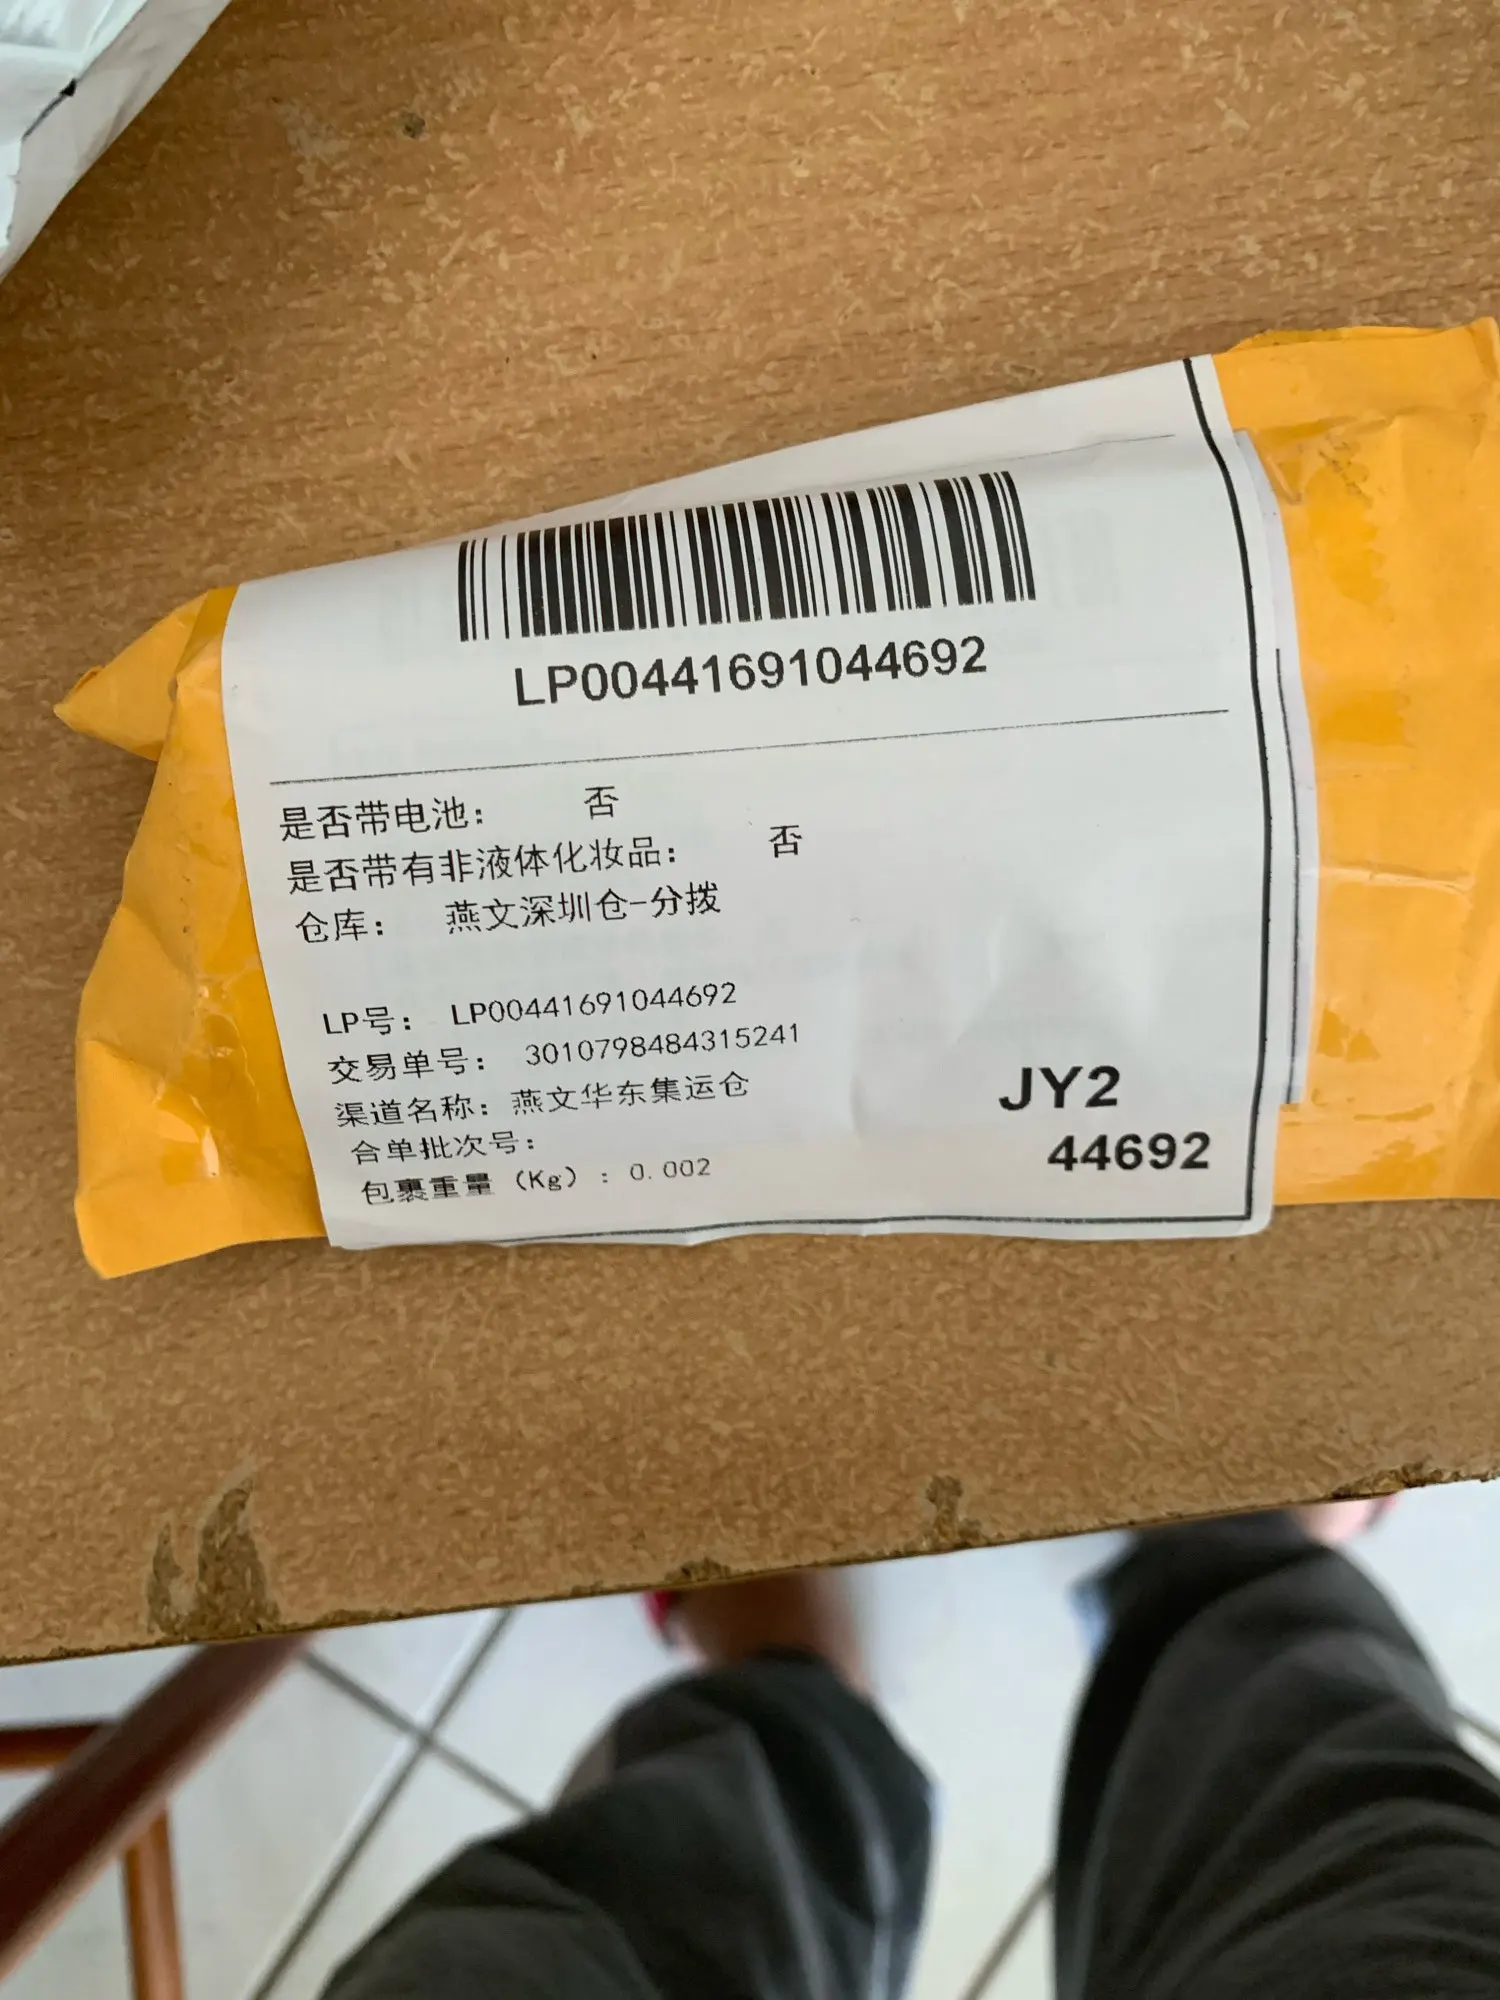 LP00441691044692
是否带电池： 否
是否带有非液体化妆品： 否
仓库： 燕文深圳仓-分拨
LP号： LP00441691044692
交易单号： 3010798484315241
渠道名称：燕文华东集运仓
合单批次号：
包裹重量（Kg）：0.002
JY2
44692